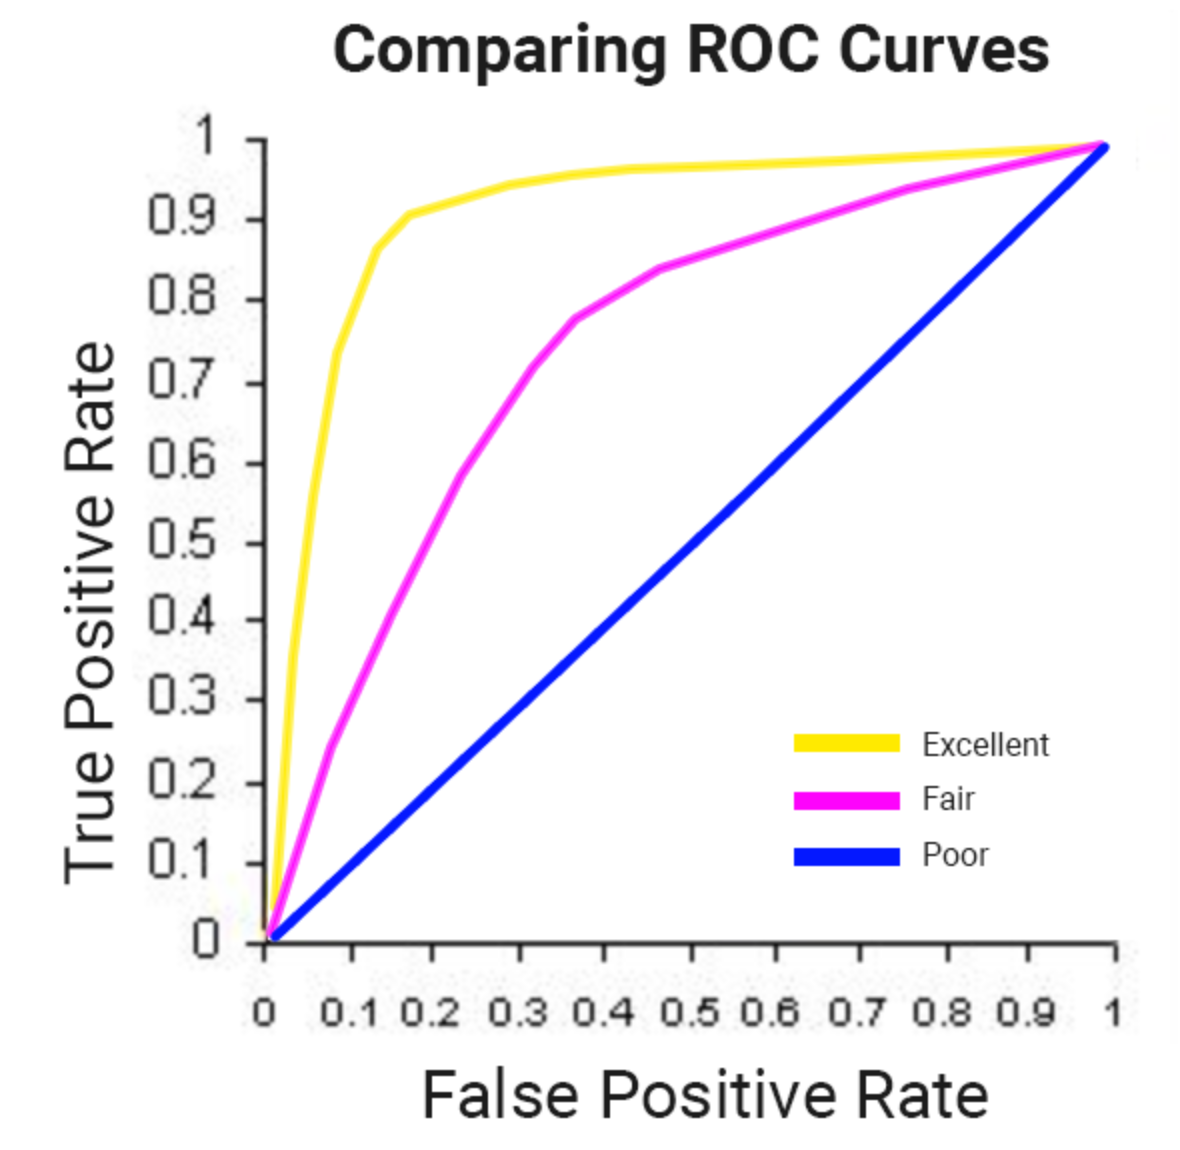 Comparing ROC Curves
True Positive Rate
1
0.9
0.8
0.7
0.6
0.5
0.4
0.3
0.2
0.1
0
Excellent
Fair
Poor
0 0.1 0.2 0.3 0.4 0.5 0.6 0.7 0.8 0.9 1
False Positive Rate